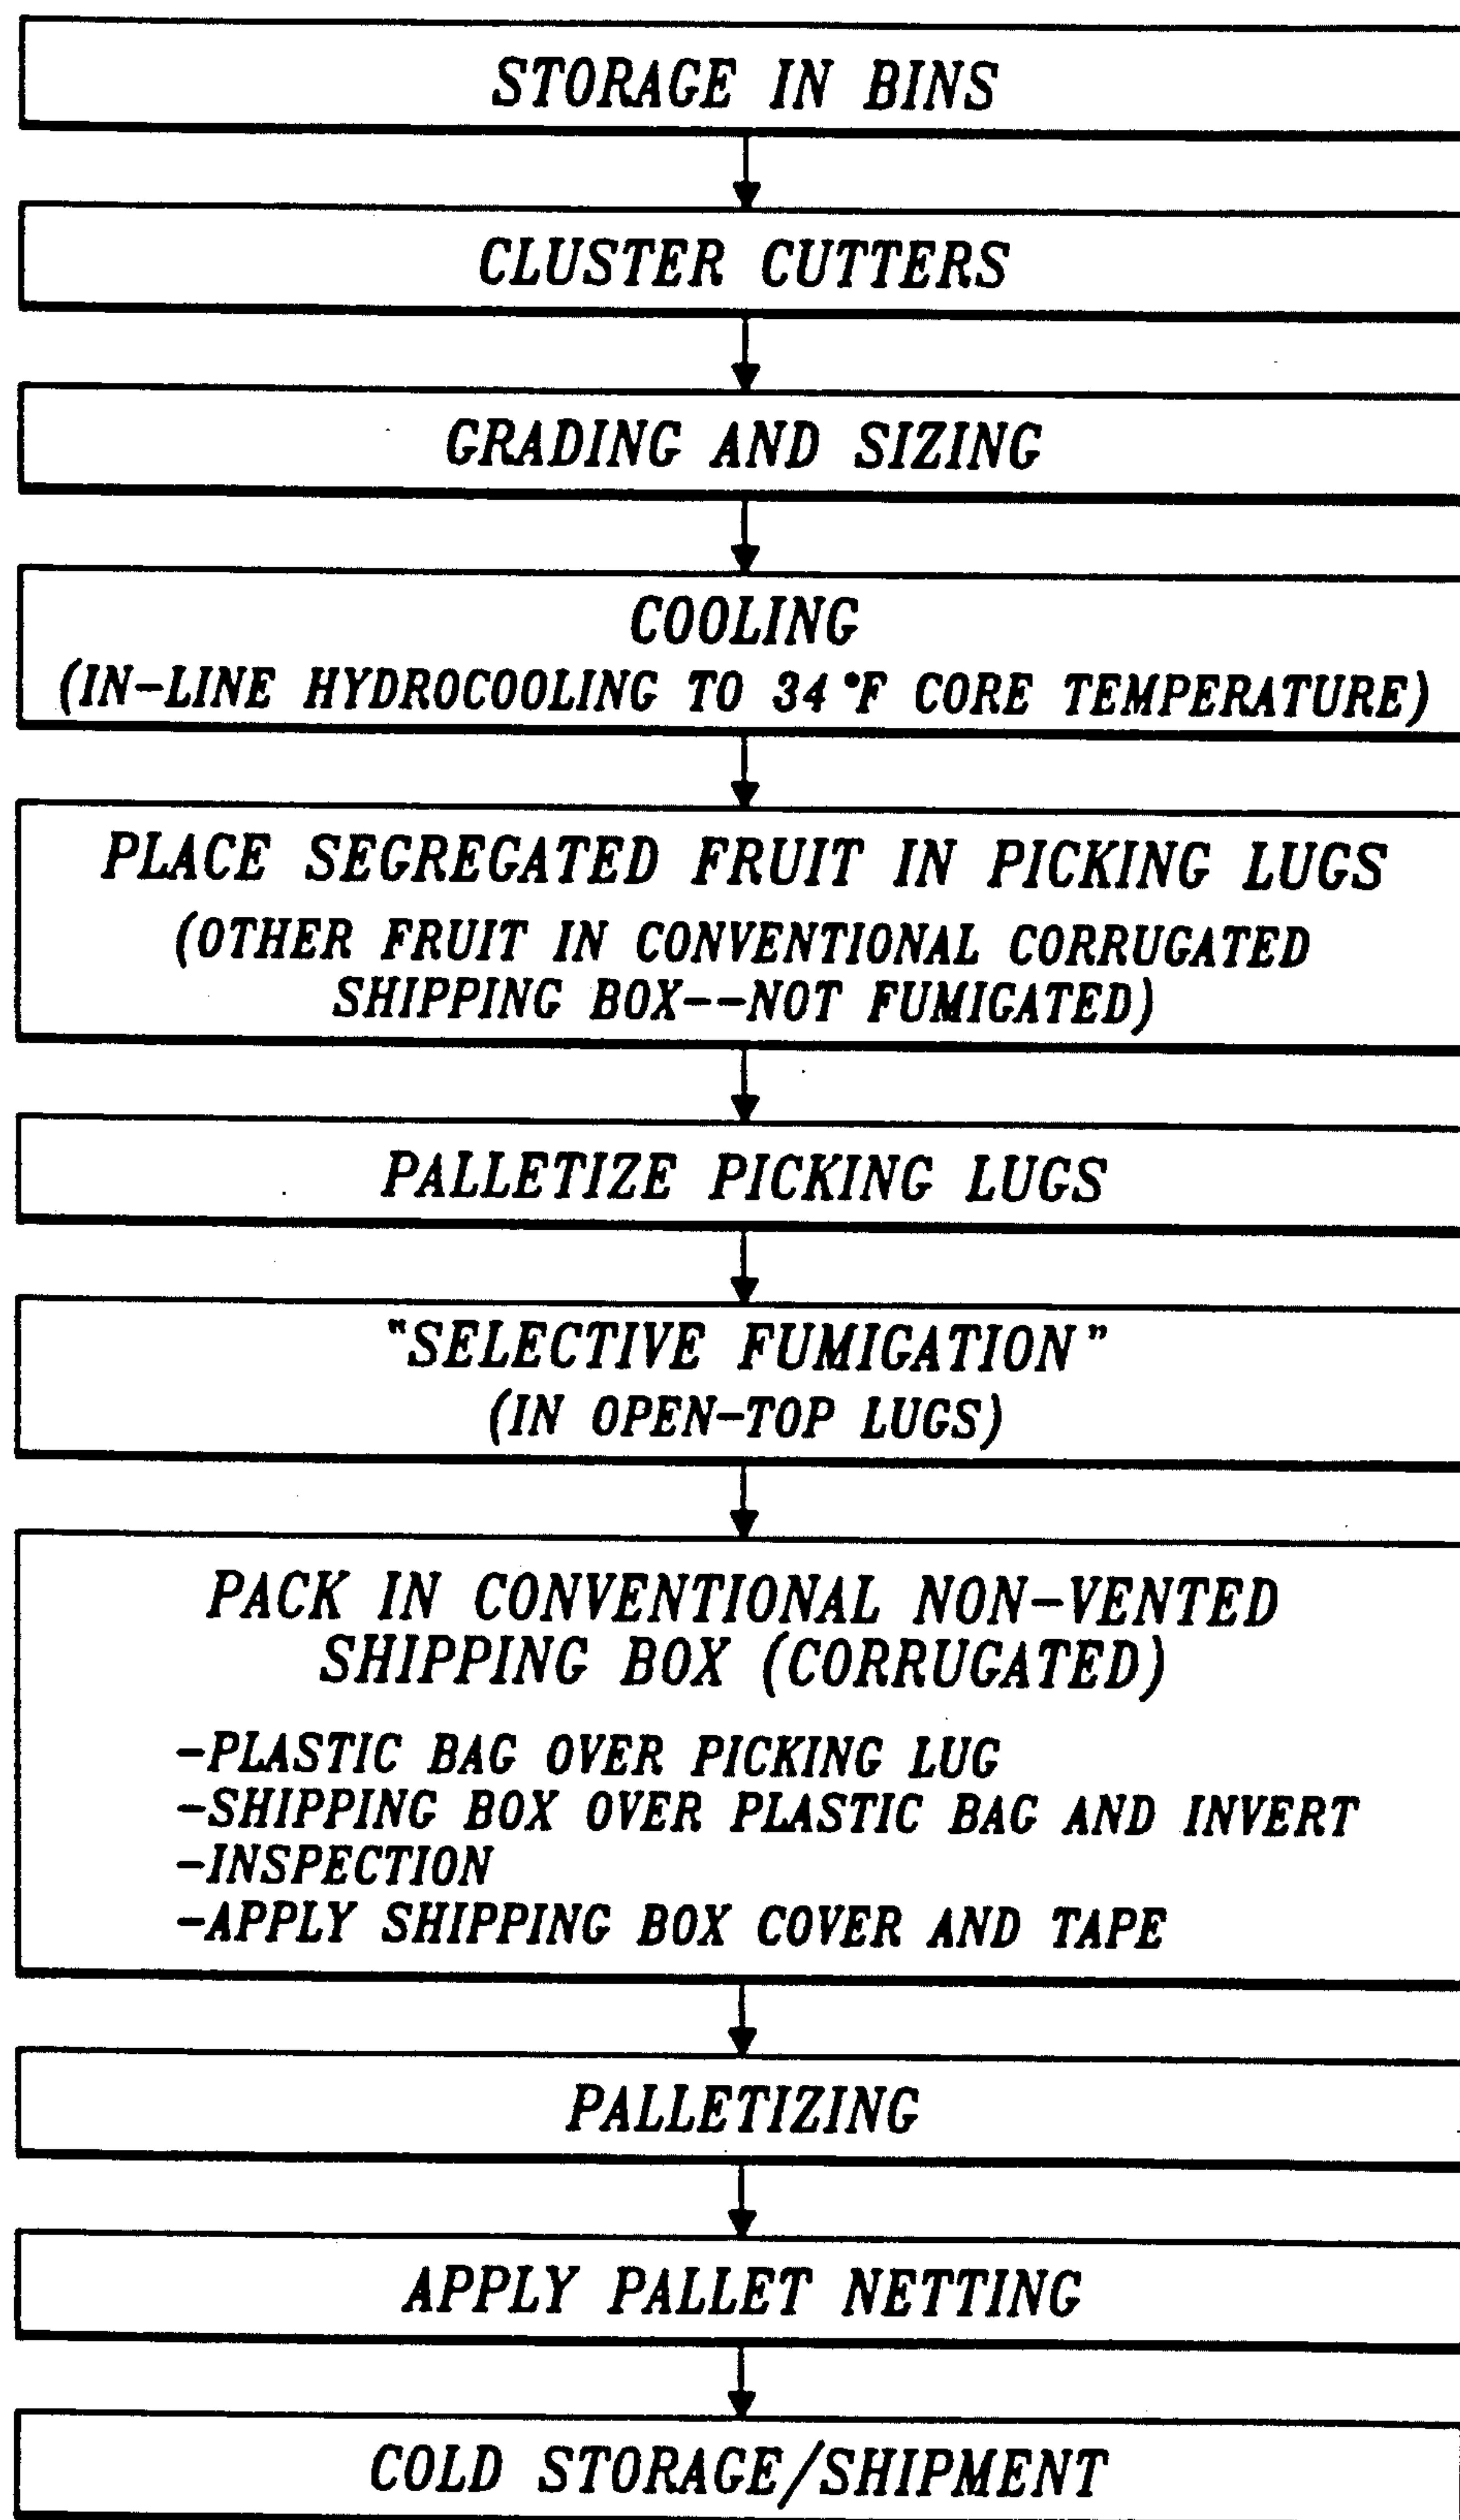 STORAGE IN BINS
CLUSTER CUTTERS
GRADING AND SIZING
COOLING
(IN-LINE HYDROCOOLING TO 34°F CORE TEMPERATURE)
PLACE SEGREGATED FRUIT IN PICKING LUGS
(OTHER FRUIT IN CONVENTIONAL CORRUGATED
SHIPPING BOX--NOT FUMIGATED)
PALLETIZE PICKING LUGS
"SELECTIVE FUMIGATION"
(IN OPEN-TOP LUGS)
PACK IN CONVENTIONAL NON-VENTED
SHIPPING BOX (CORRUGATED)
-PLASTIC BAG OVER PICKING LUG
-SHIPPING BOX OVER PLASTIC BAG AND INVERT
-INSPECTION
-APPLY SHIPPING BOX COVER AND TAPE
PALLETIZING
APPLY PALLET NETTING
COLD STORAGE/SHIPMENT